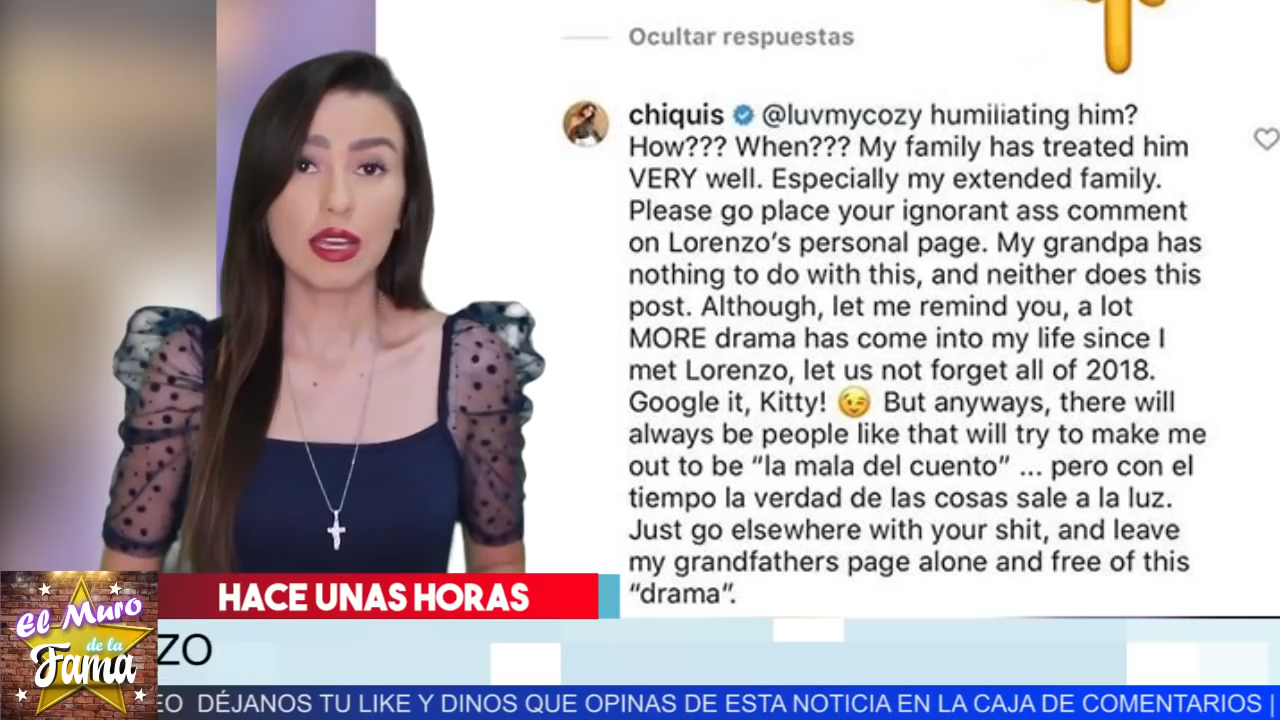 Ocultar respuestas
chiquis @luvmycozy humiliating him?
How??? When??? My family has treated him
VERY well. Especially my extended family.
Please go place your ignorant ass comment
on Lorenzo's personal page. My grandpa has
nothing to do with this, and neither does this
post. Although, let me remind you, a lot
MORE drama has come into my life since I
met Lorenzo, let us not forget all of 2018.
Google it, Kitty! 😉 But anyways, there will
always be people like that will try to make me
out to be “la mala del cuento” ... pero con el
tiempo la verdad de las cosas sale a la luz.
Just go elsewhere with your shit, and leave
my grandfathers page alone and free of this
“drama”.
HACE UNAS HORAS
El Muro
de la
Fama
ZO
EO DÉJANOS TU LIKE Y DINOS QUE OPINAS DE ESTA NOTICIA EN LA CAJA DE COMENTARIOS |